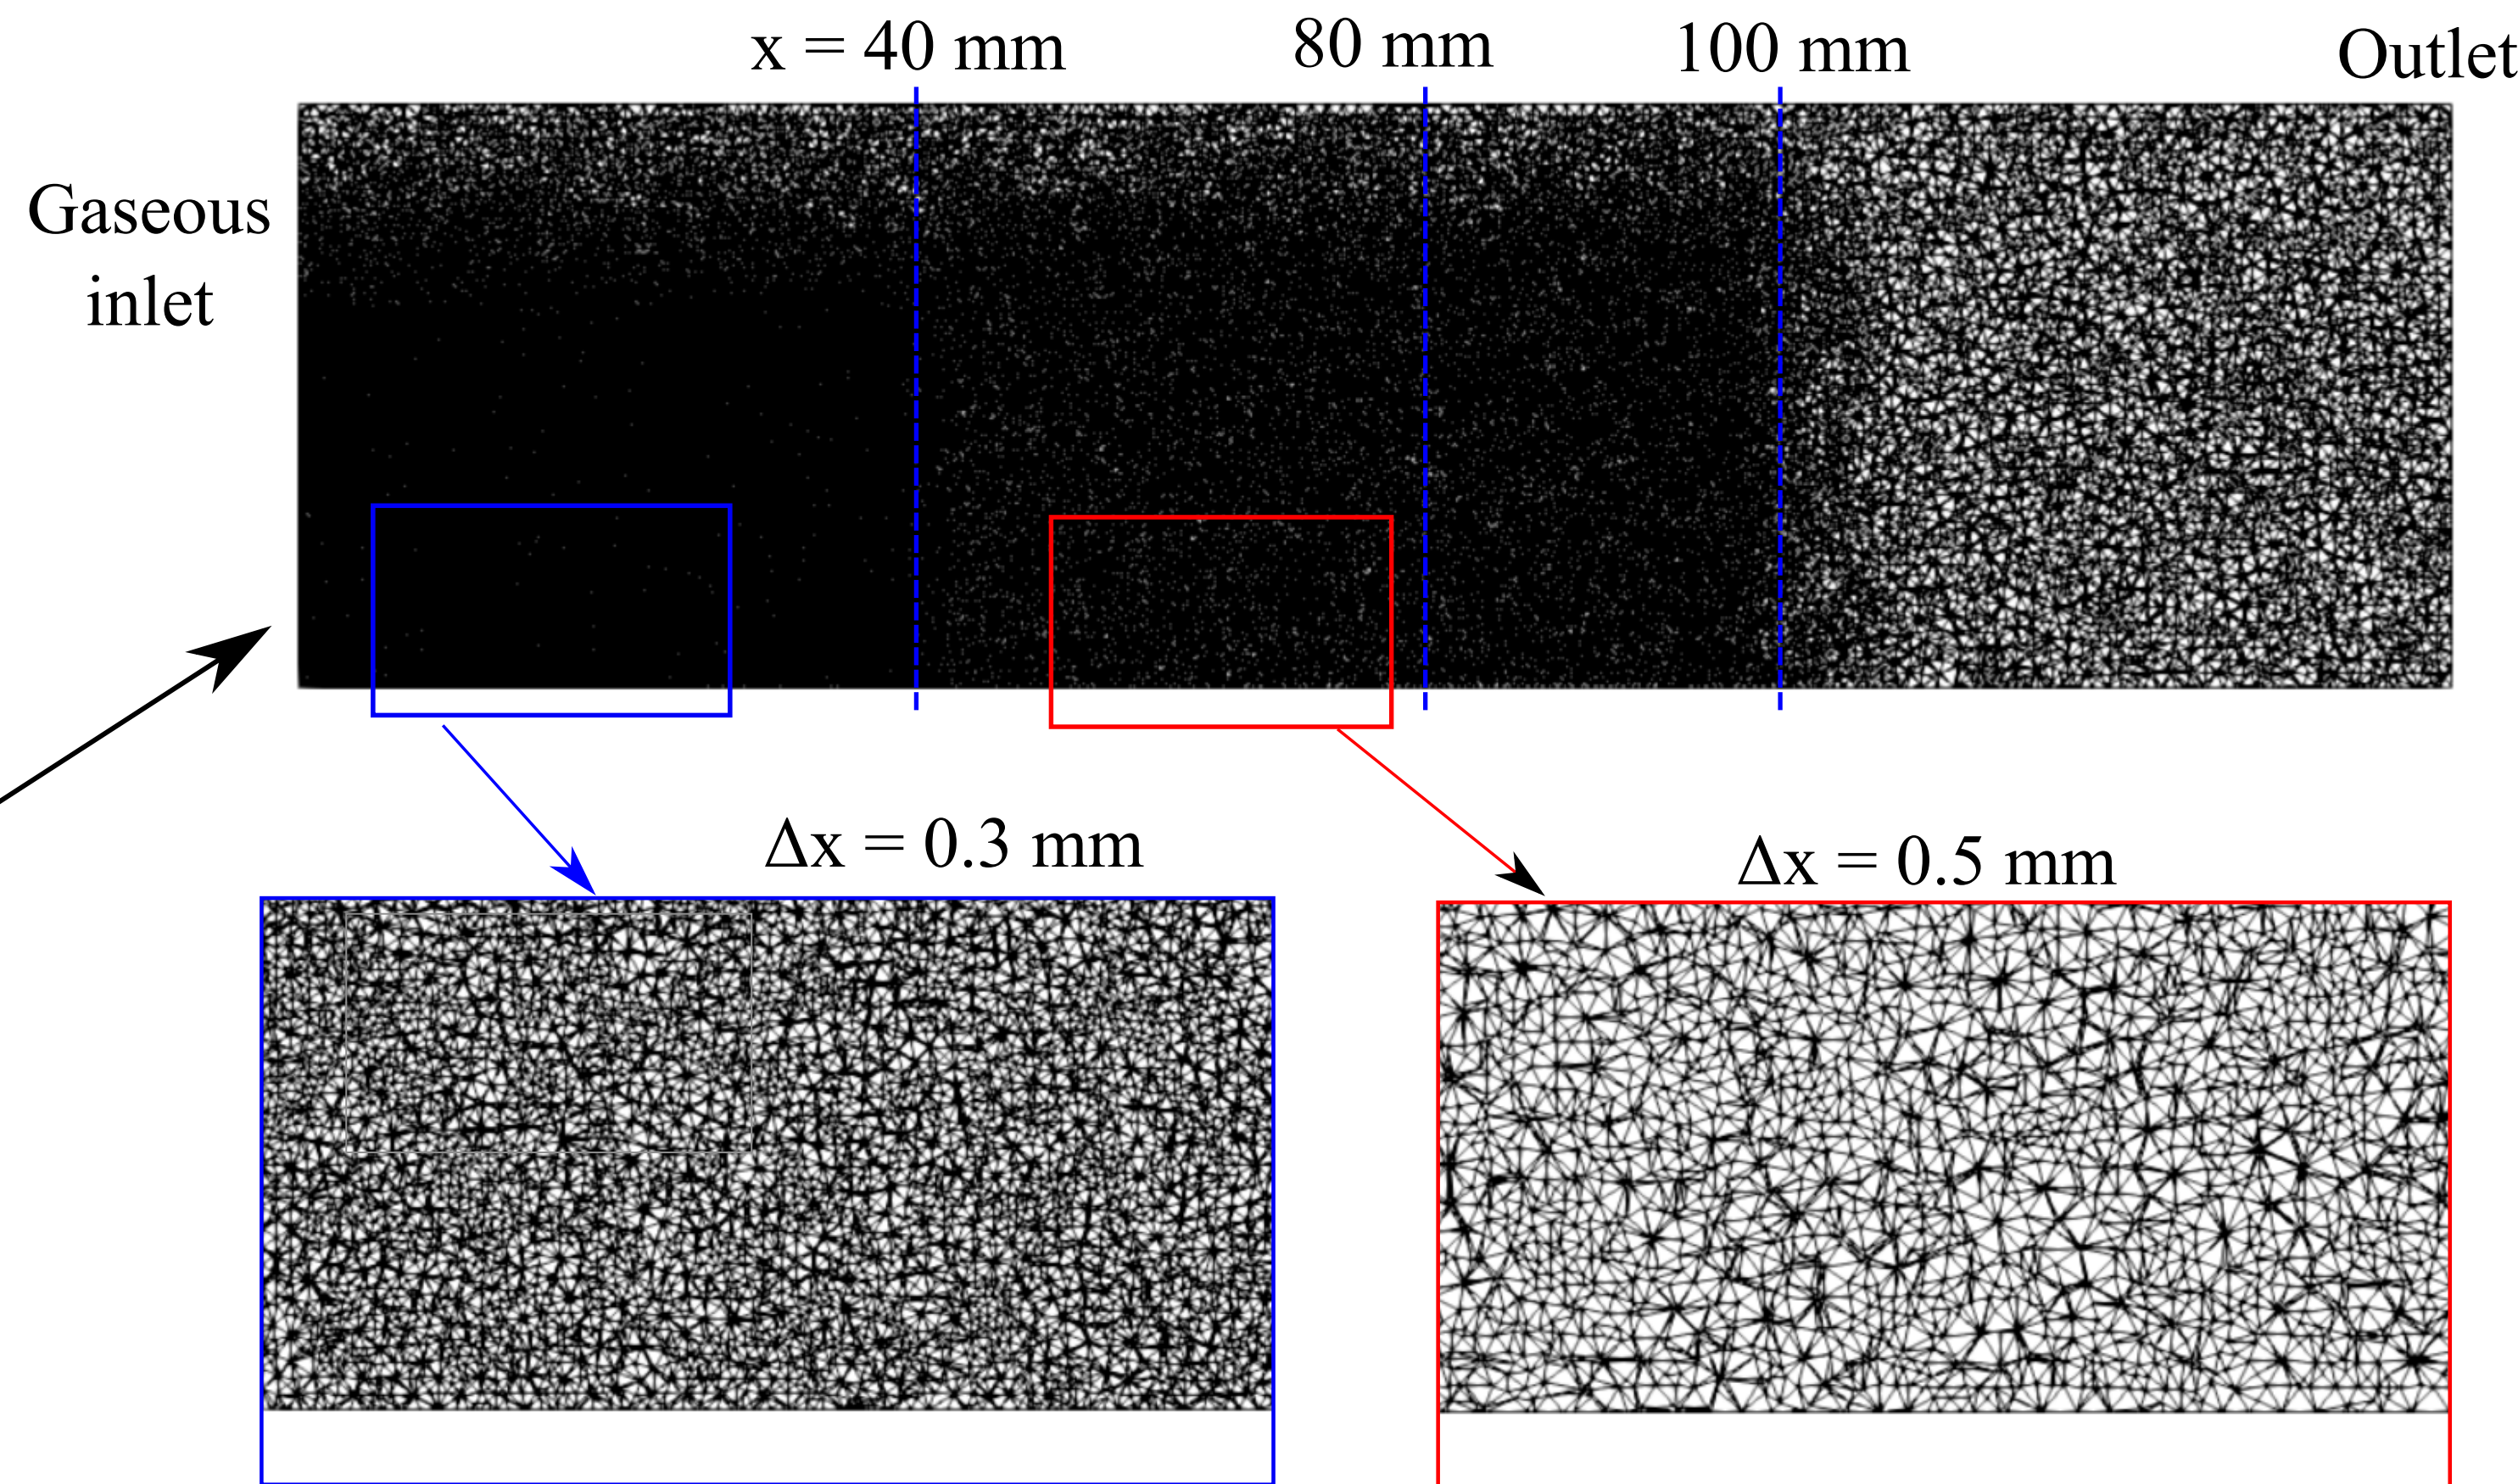 x = 40 mm
80 mm
100 mm
Outlet
Gaseous
inlet
Δx = 0.3 mm
Δx = 0.5 mm